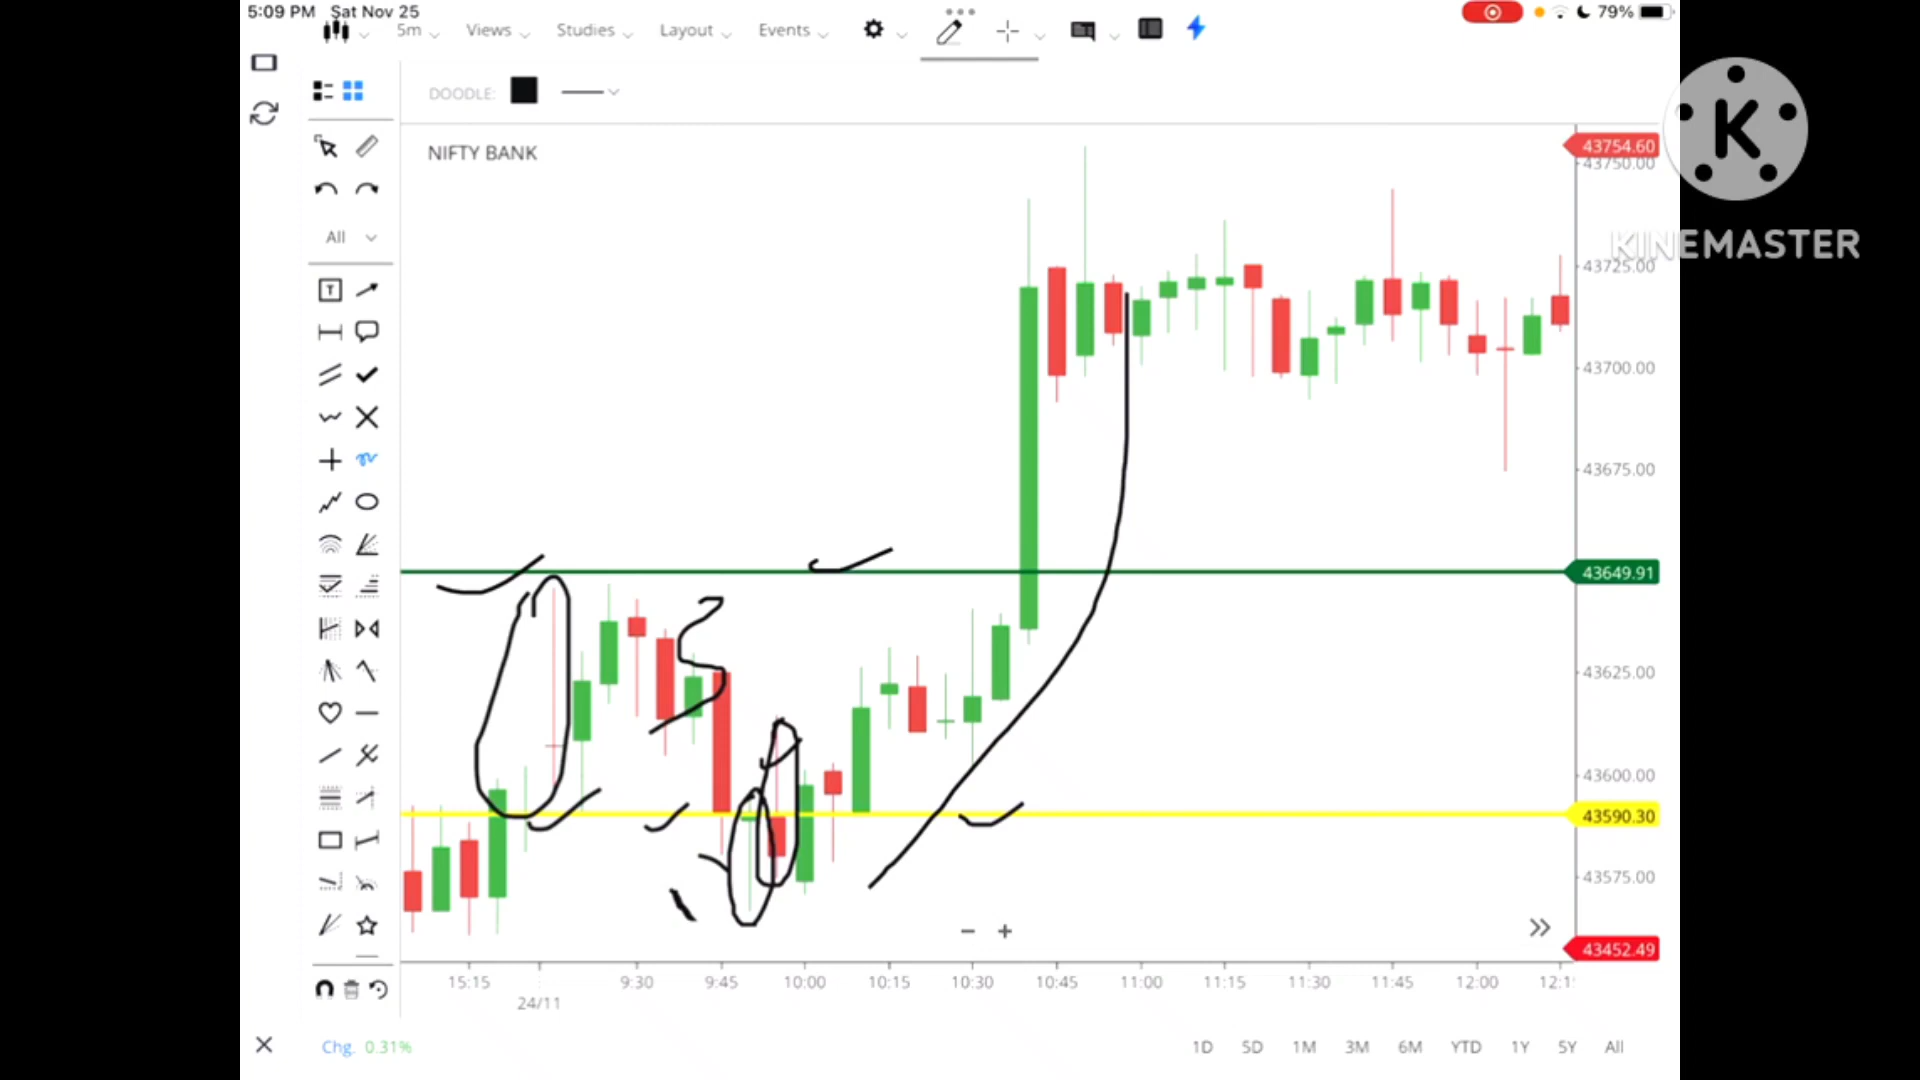 5:09 PM Sat Nov 25
79%
5m Views Studies Layout Events
DOODLE:
K
KINEMASTER
NIFTY BANK
All
T
43754.60
43750.00
43725.00
43700.00
43675.00
43649.91
43625.00
43600.00
43590.30
43575.00
43452.49
15:15 9:30 9:45 10:00 10:15 10:30 10:45 11:00 11:15 11:30 11:45 12:00 12:1
24/11
Chg. 0.31%
1D 5D 1M 3M 6M YTD 1Y 5Y All